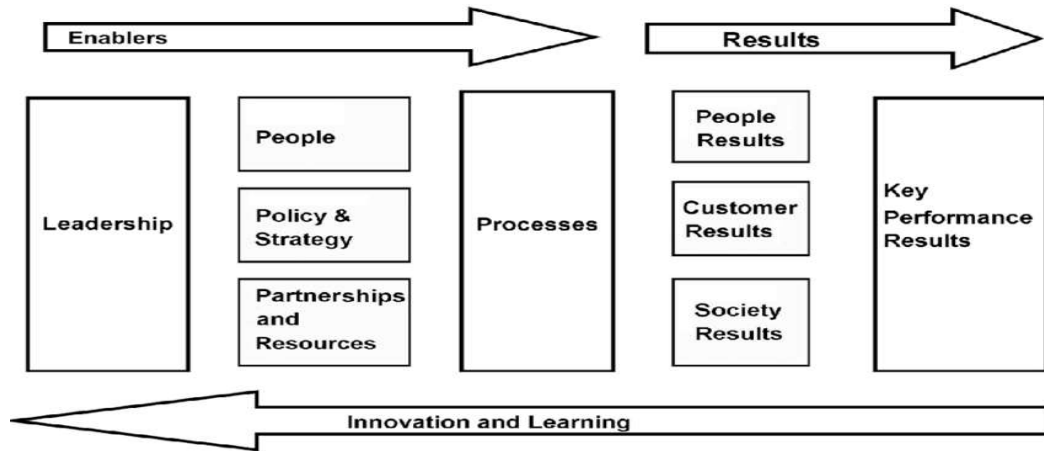 Enablers
Results
Leadership
People
Policy &
Strategy
Partnerships
and
Resources
Processes
People
Results
Customer
Results
Society
Results
Key
Performance
Results
Innovation and Learning